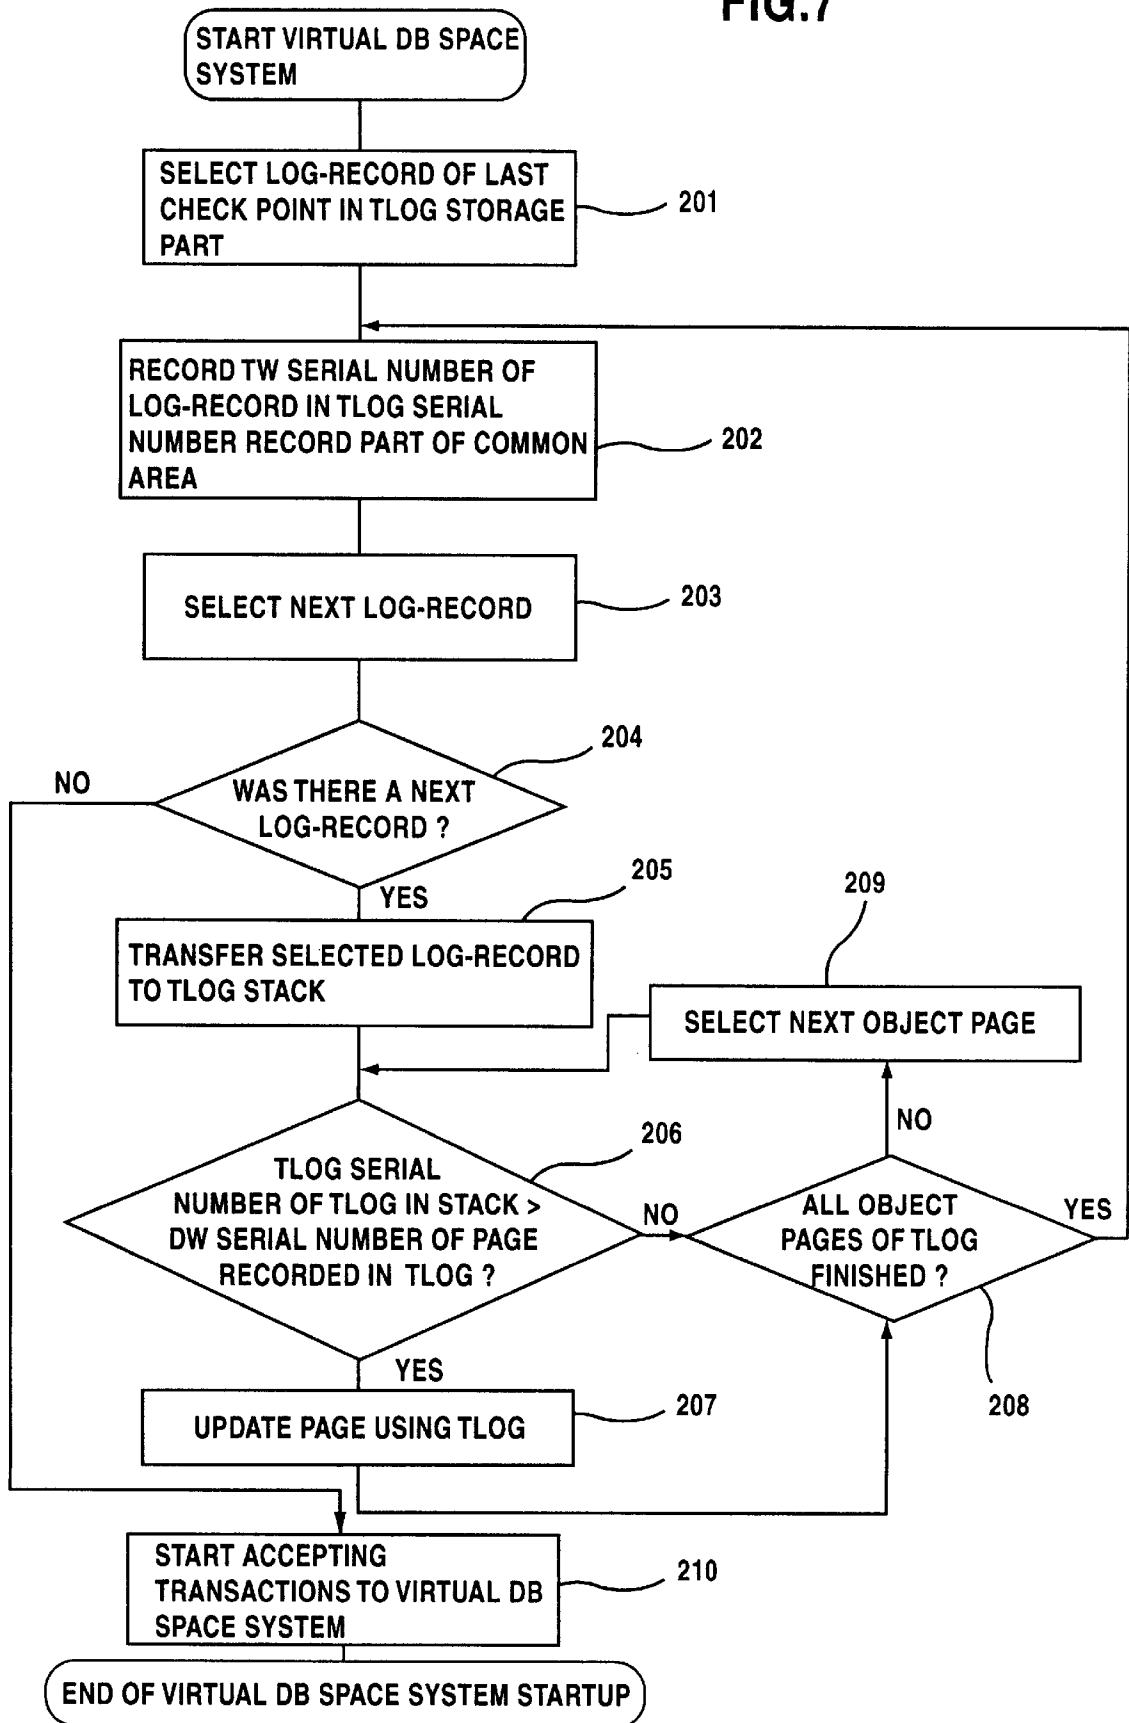 FIG.7
START VIRTUAL DB SPACE
SYSTEM
SELECT LOG-RECORD OF LAST
CHECK POINT IN TLOG STORAGE
PART
201
RECORD TW SERIAL NUMBER OF
LOG-RECORD IN TLOG SERIAL
NUMBER RECORD PART OF COMMON
AREA
202
SELECT NEXT LOG-RECORD
203
204
NO
WAS THERE A NEXT
LOG-RECORD ?
YES
205
209
TRANSFER SELECTED LOG-RECORD
TO TLOG STACK
SELECT NEXT OBJECT PAGE
NO
206
TLOG SERIAL
NUMBER OF TLOG IN STACK >
DW SERIAL NUMBER OF PAGE
RECORDED IN TLOG ?
NO
ALL OBJECT
PAGES OF TLOG
FINISHED ?
YES
208
YES
UPDATE PAGE USING TLOG
207
START ACCEPTING
TRANSACTIONS TO VIRTUAL DB
SPACE SYSTEM
210
END OF VIRTUAL DB SPACE SYSTEM STARTUP